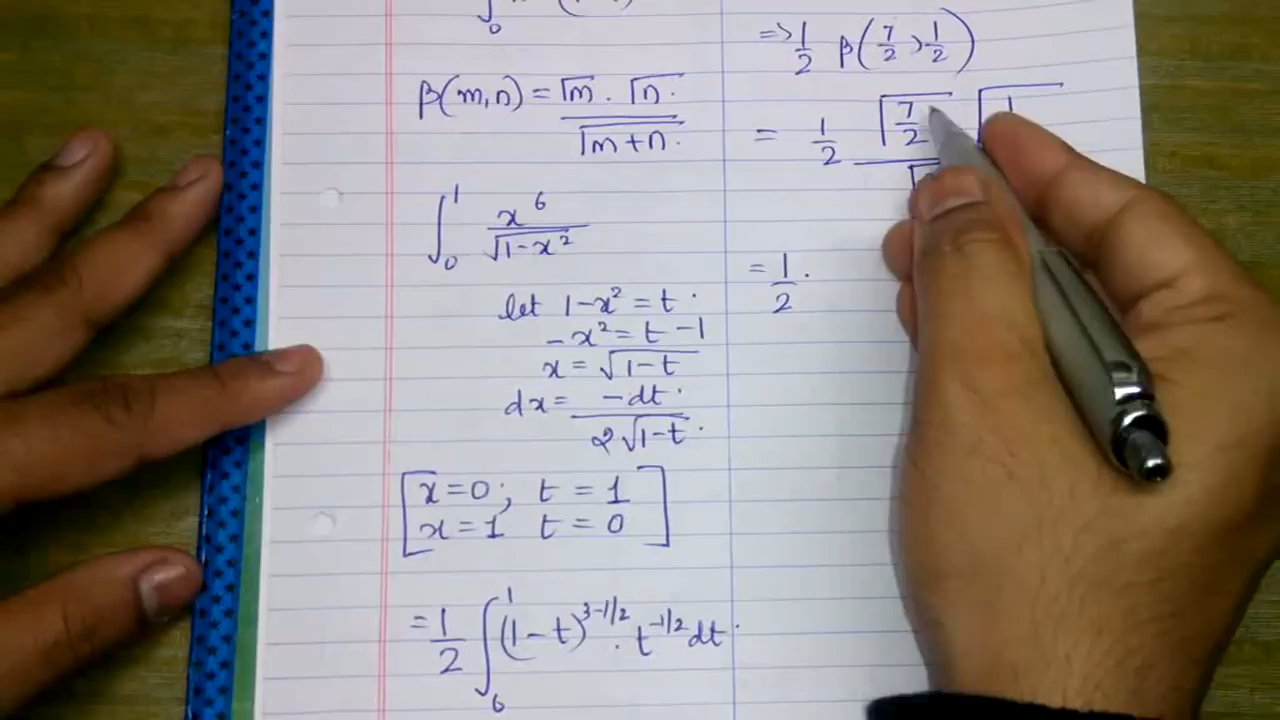 β(m,n) = Γm . Γn . / Γm+n .
∫₀¹ x⁶ / √1-x²
let 1-x² = t .
-x² = t -1
x = √1-t
dx = -dt . / 2√1-t .
[x=0 ; t = 1
x = 1 t = 0]
= 1/2 ∫₀¹ (1-t)^3-1/2 . t^-1/2 dt .
=> 1/2 β(7/2 , 1/2)
= 1/2 Γ7/2
= 1/2 .